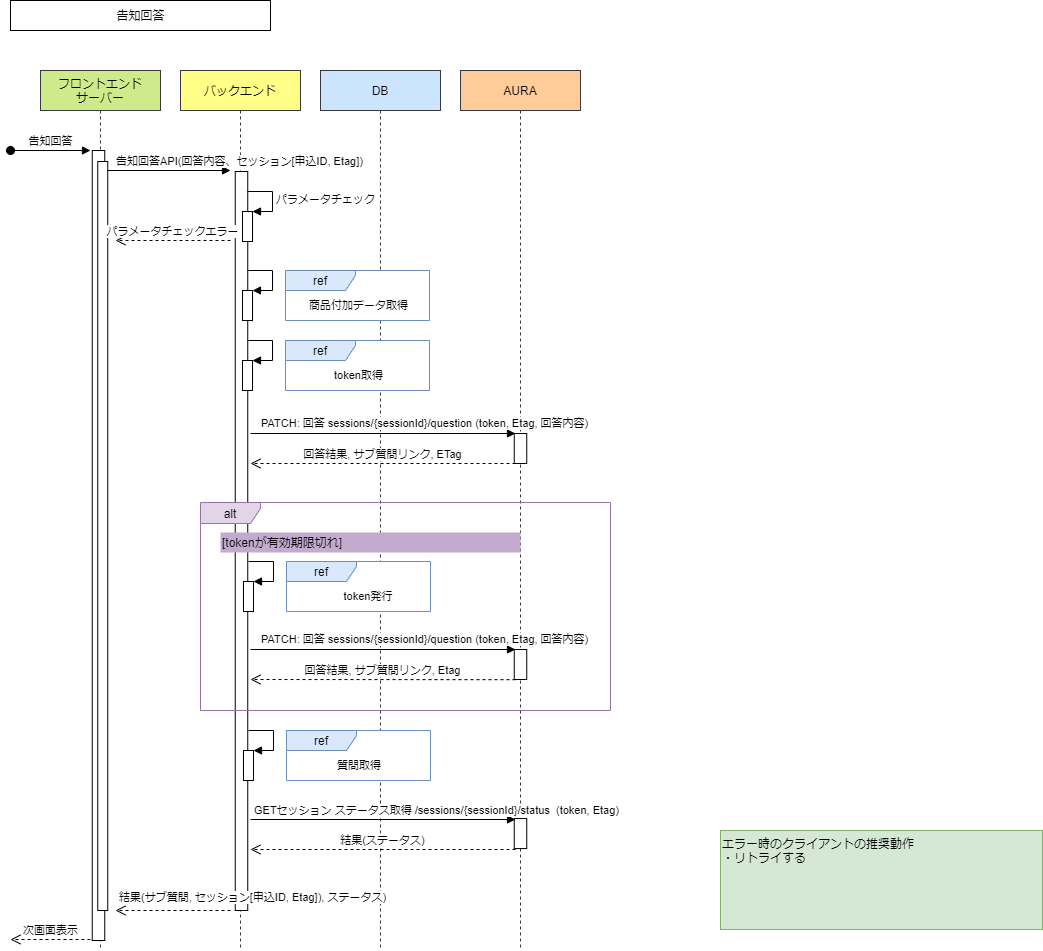 告知回答
フロントエンド
サーバー
バックエンド
DB
AURA
告知回答
告知回答API(回答内容、セッション[申込ID, Etag])
パラメータチェック
パラメータチェックエラー
ref
商品付加データ取得
ref
token取得
PATCH: 回答 sessions/{sessionId}/question (token, Etag, 回答内容)
回答結果, サブ質問リンク, ETag
alt
[tokenが有効期限切れ]
ref
token発行
PATCH: 回答 sessions/{sessionId}/question (token, Etag, 回答内容)
回答結果, サブ質問リンク, Etag
ref
質問取得
GETセッション ステータス取得 /sessions/{sessionId}/status  (token, Etag)
結果(ステータス)
エラー時のクライアントの推奨動作
・リトライする
結果(サブ質問, セッション[申込ID, Etag]), ステータス)
次画面表示